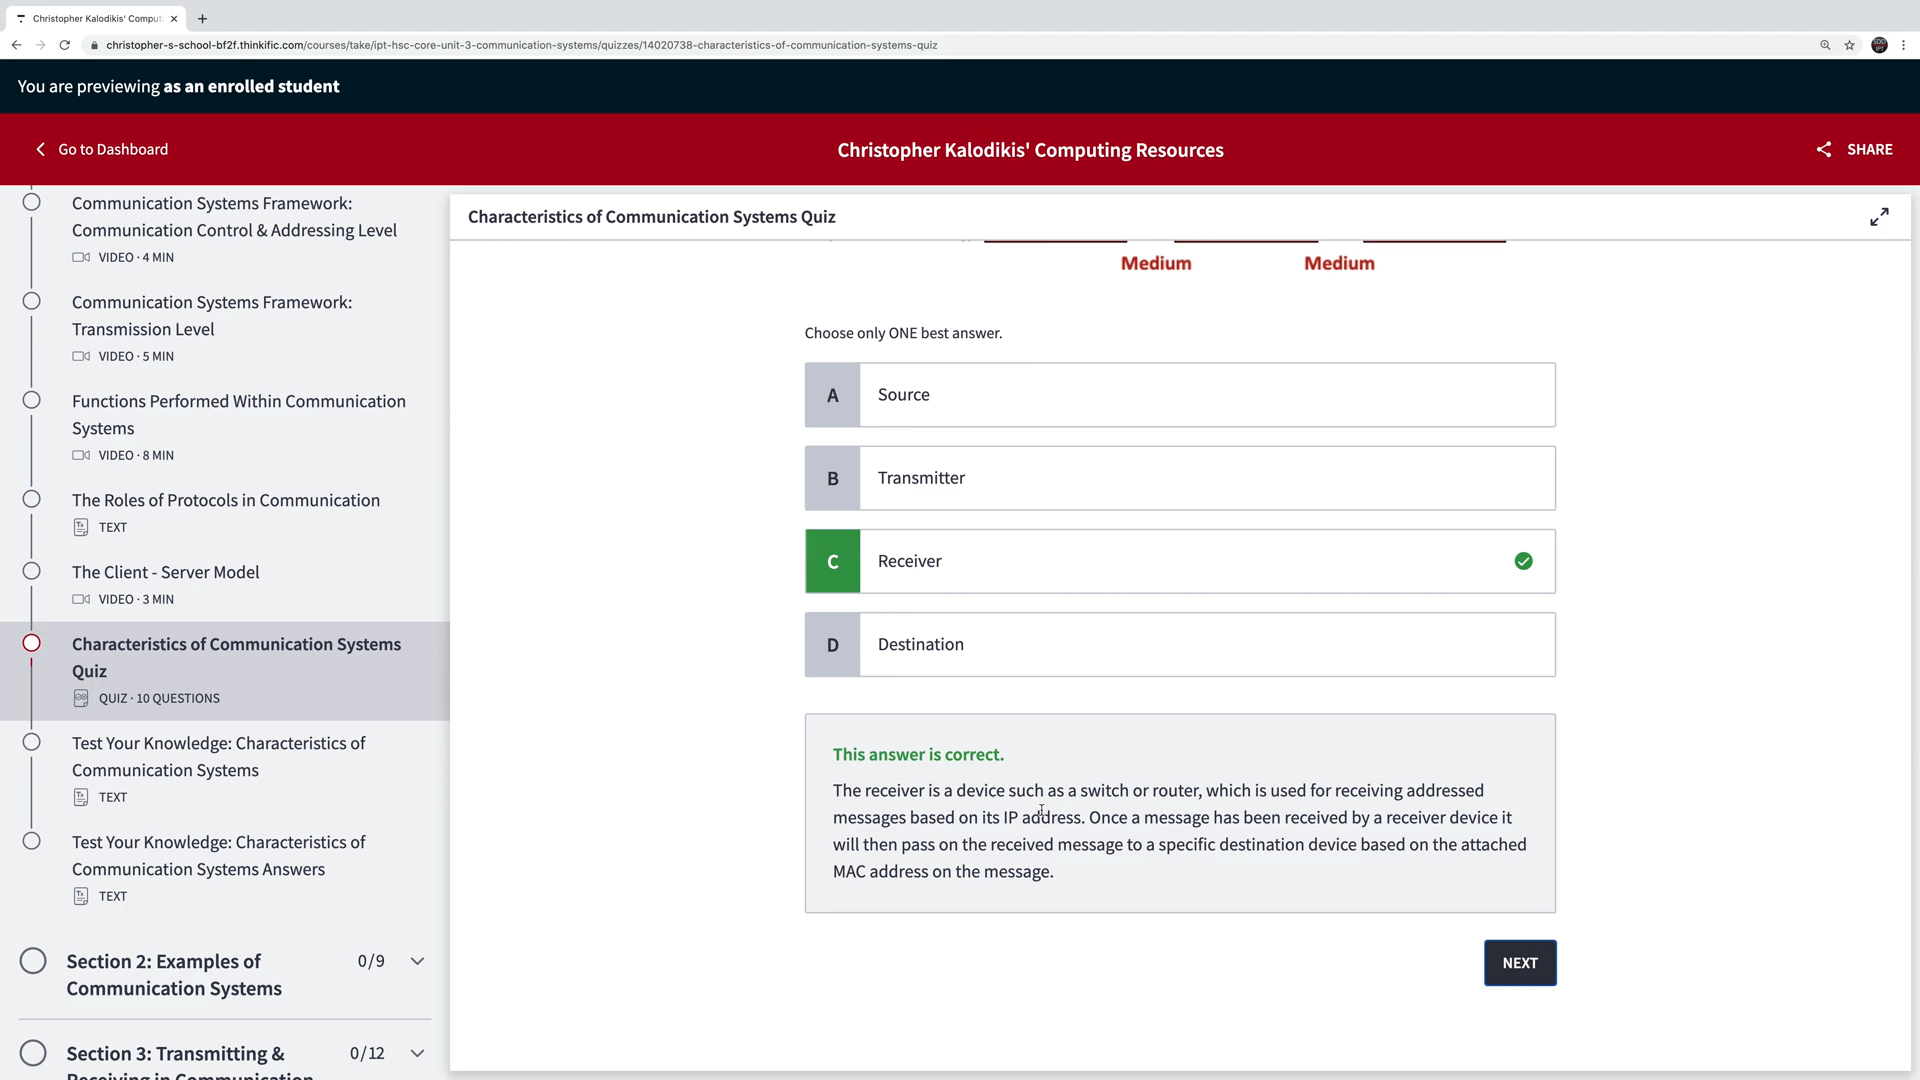 Christopher Kalodikis' Comput
christopher-s-school-bf2f.thinkific.com/courses/take/ipt-hsc-core-unit-3-communication-systems/quizzes/14020738-characteristics-of-communication-systems-quiz
You are previewing as an enrolled student
Go to Dashboard
Christopher Kalodikis' Computing Resources
SHARE
Communication Systems Framework:
Communication Control & Addressing Level
VIDEO · 4 MIN
Communication Systems Framework:
Transmission Level
VIDEO · 5 MIN
Functions Performed Within Communication
Systems
VIDEO · 8 MIN
The Roles of Protocols in Communication
TEXT
The Client - Server Model
VIDEO · 3 MIN
Characteristics of Communication Systems
Quiz
QUIZ · 10 QUESTIONS
Test Your Knowledge: Characteristics of
Communication Systems
TEXT
Test Your Knowledge: Characteristics of
Communication Systems Answers
TEXT
Section 2: Examples of
Communication Systems
0/9
Section 3: Transmitting &
Receiving in Communication
0/12
Characteristics of Communication Systems Quiz
Medium Medium
Choose only ONE best answer.
A Source
B Transmitter
C Receiver
D Destination
This answer is correct.
The receiver is a device such as a switch or router, which is used for receiving addressed
messages based on its IP address. Once a message has been received by a receiver device it
will then pass on the received message to a specific destination device based on the attached
MAC address on the message.
NEXT